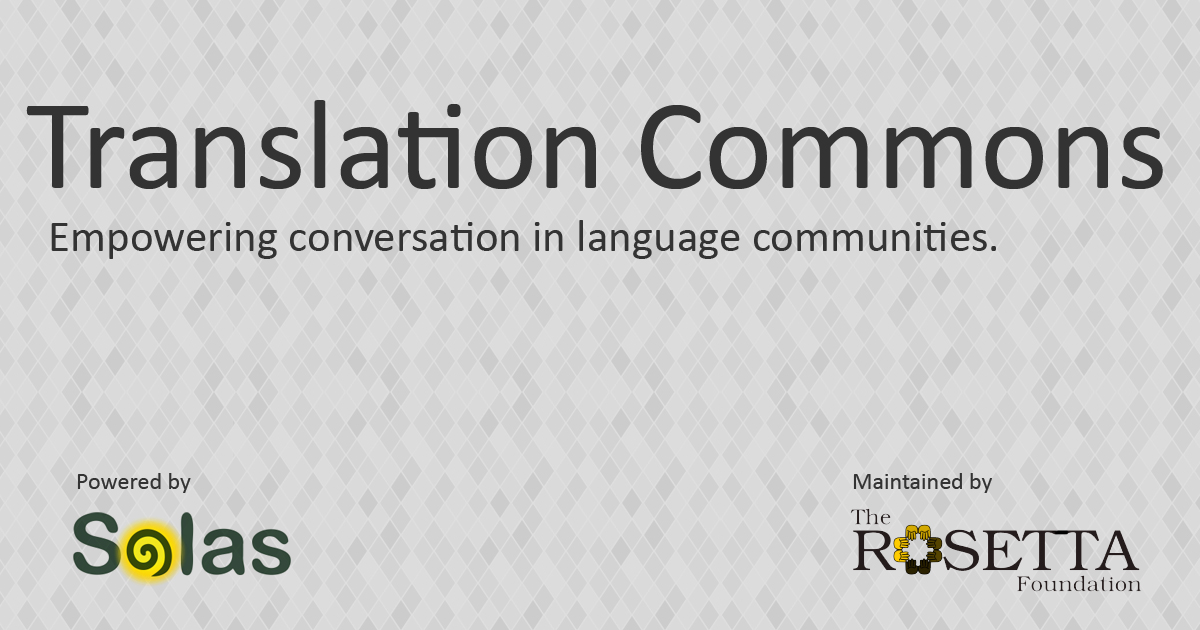 Translation Commons
Empowering conversation in language communities.
Powered by
Solas
Maintained by
The
ROSETTA
Foundation